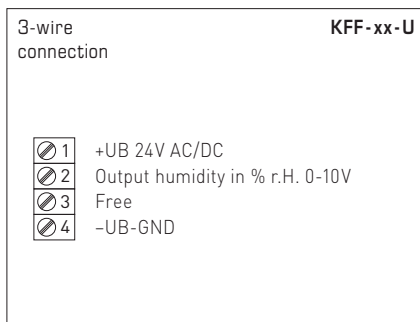 3-wire KFF-xx-U
connection
1 +UB 24V AC/DC
2 Output humidity in % r.H. 0-10V
3 Free
4 –UB-GND